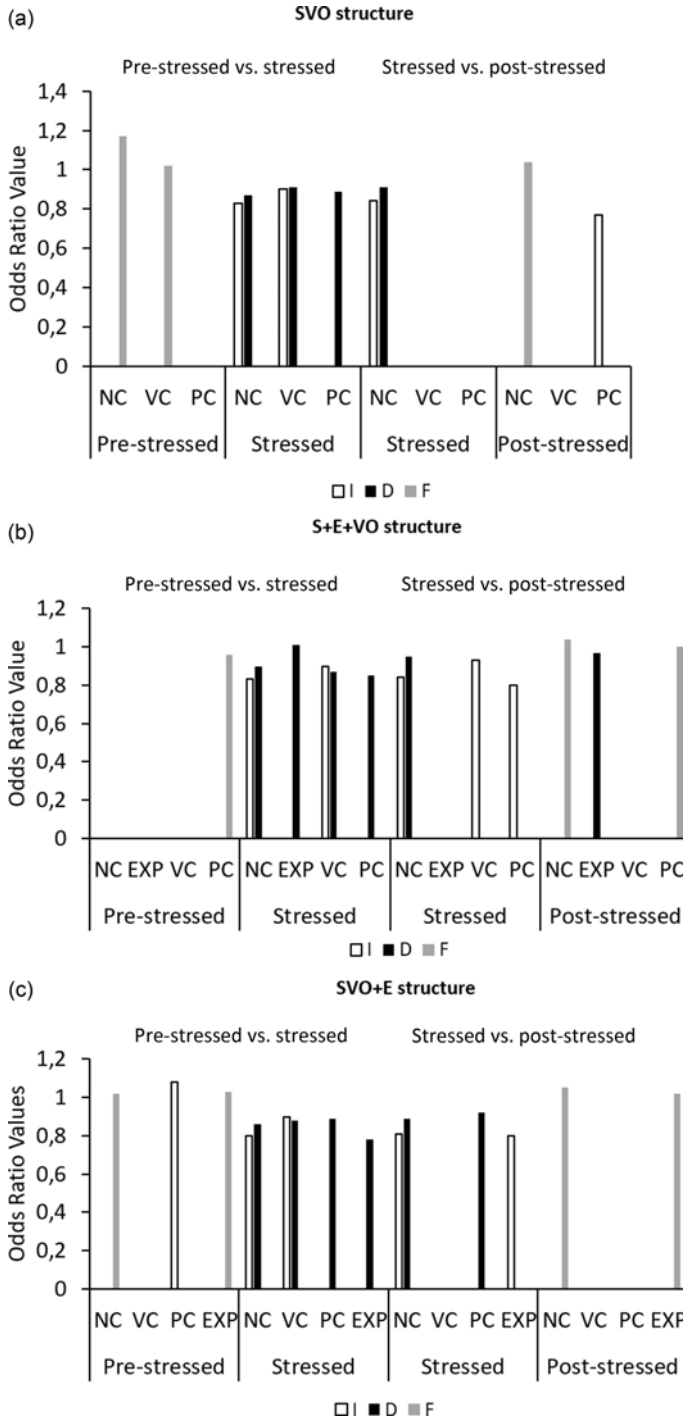 (a)
SVO structure
Pre-stressed vs. stressed Stressed vs. post-stressed
Odds Ratio Value
1,4
1,2
1
0,8
0,6
0,4
0,2
0
NC VC PC NC VC PC NC VC PC NC VC PC
Pre-stressed Stressed Stressed Post-stressed
I D F
(b)
S+E+VO structure
Pre-stressed vs. stressed Stressed vs. post-stressed
Odds Ratio Value
1,2
1
0,8
0,6
0,4
0,2
0
NC EXP VC PC NC EXP VC PC NC EXP VC PC NC EXP VC PC
Pre-stressed Stressed Stressed Post-stressed
I D F
(c)
SVO+E structure
Pre-stressed vs. stressed Stressed vs. post-stressed
Odds Ratio Values
1,2
1
0,8
0,6
0,4
0,2
0
NC VC PC EXP NC VC PC EXP NC VC PC EXP NC VC PC EXP
Pre-stressed Stressed Stressed Post-stressed
I D F